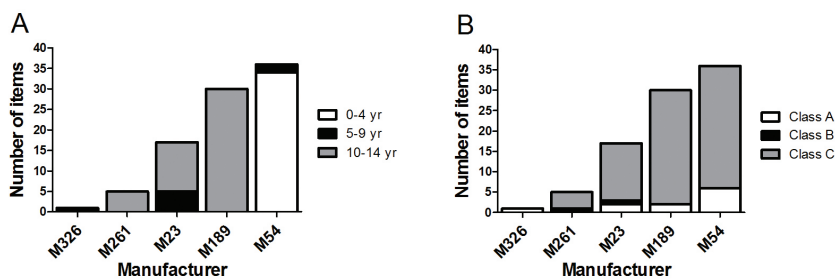 A
Number of items
40
35
30
25
20
15
10
5
0
M326
M261
M23
M189
M54
Manufacturer
0-4 yr
5-9 yr
10-14 yr
B
Number of items
40
35
30
25
20
15
10
5
0
M326
M261
M23
M189
M54
Manufacturer
Class A
Class B
Class C